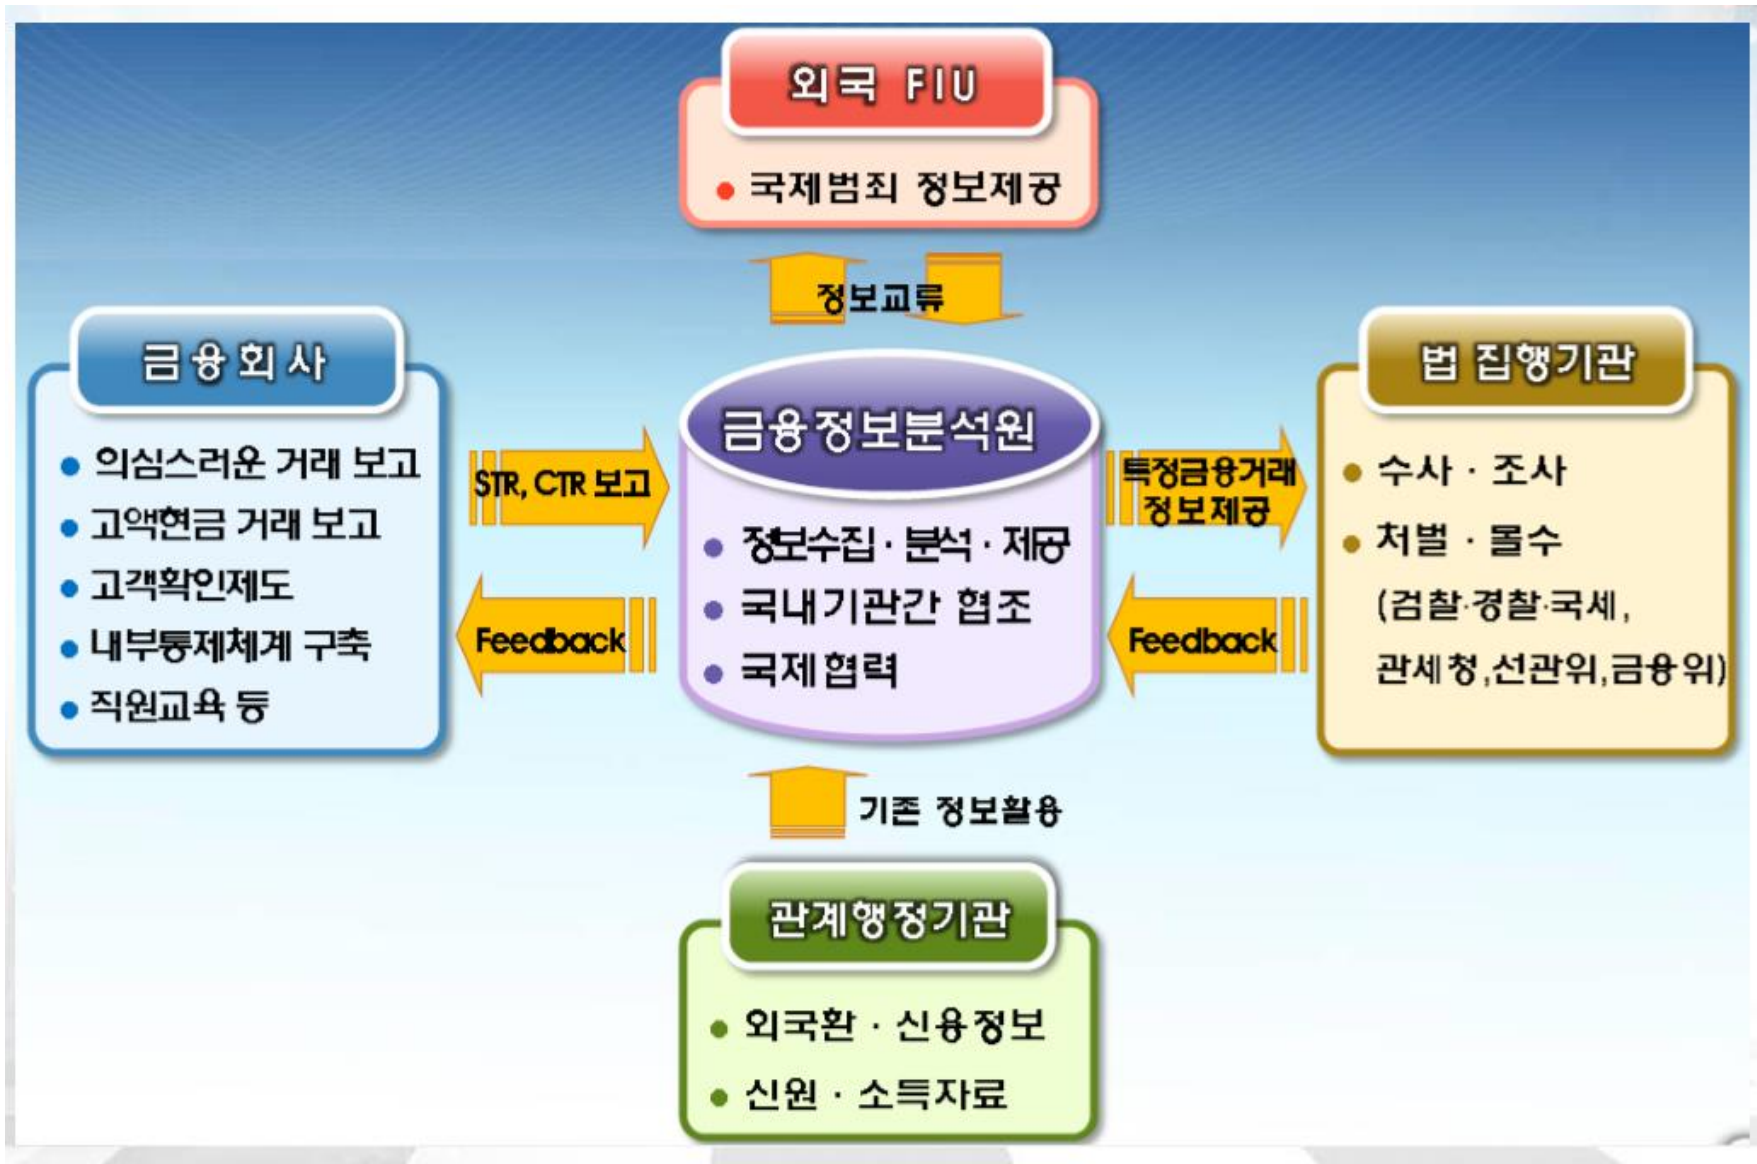 외국 FIU
• 국제범죄 정보제공
정보교류
금융회사
• 의심스러운 거래 보고
• 고액현금 거래 보고
• 고객확인제도
• 내부통제체계 구축
• 직원교육 등
STR, CTR 보고
Feedback
금융정보분석원
• 정보수집 · 분석 · 제공
• 국내기관간 협조
• 국제협력
특정금융거래
정보제공
Feedback
법 집행기관
• 수사 · 조사
• 처벌 · 몰수
(검찰·경찰·국세,
관세청,선관위,금융위)
기존 정보활용
관계행정기관
• 외국환 · 신용정보
• 신원 · 소득자료